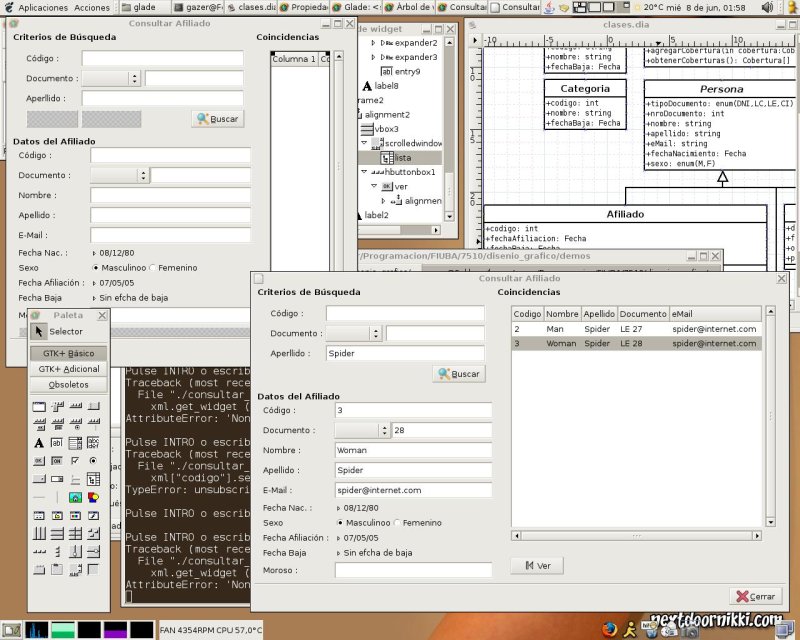 Aplicaciones Acciones glade gazer@F clases.dia Propieda Glade: < Árbol de Consultar Consultar 20°C mié 8 de jun, 01:58
Consultar Afiliado
Criterios de Búsqueda
Coincidencias
Código :
Columna 1
Documento :
Aperllido :
Buscar
Datos del Afiliado
Código :
Documento :
Nombre :
Apellido :
E-Mail :
Fecha Nac. : 08/12/80
Sexo Masculinoo Femenino
Fecha Afiliación : 07/05/05
Fecha Baja Sin efcha de baja
de widget
expander2
expander3
entry9
label8
rame2
alignment2
vbox3
scrolledwindow
lista
hbuttonbox1
ver
alignmen
label2
clases.dia
-10 -5 0 5
+nombre: string
+fechaBaja: Fecha
+agregarCobertura(in cobertura:Cob
+obtenerCoberturas(): Cobertura[]
Categoria
+codigo: int
+nombre: string
+fechaBaja: Fecha
Persona
+tipoDocumento: enum(DNI,LC,LE,CI)
+nroDocumento: int
+nombre: string
+apellido: string
+eMail: string
+fechaNacimiento: Fecha
+sexo: enum(M,F)
Afiliado
+codigo: int
+fechaAfiliacion: Fecha
/Programacion/FIUBA/7510/disenio_grafico/demos
Paleta
Selector
GTK+ Básico
GTK+ Adicional
Obsoletos
Pulse INTRO o escrib
Traceback (most rece
File "./consultar_
xml.get_widget (
AttributeError: 'Non
Pulse INTRO o escrib
Traceback (most rece
File "./consultar_
xml["codigo"].se
TypeError: unsubscri
Pulse INTRO o escrib
Pulse INTRO o escrib
Traceback (most rece
File "./consultar_
xml.get_widget (
AttributeError: 'Non
Consultar Afiliado
Criterios de Búsqueda
Coincidencias
Código :
Documento :
Aperllido : Spider
Buscar
Codigo Nombre Apellido Documento eMail
2 Man Spider LE 27 spider@internet.com
3 Woman Spider LE 28 spider@internet.com
Datos del Afiliado
Código : 3
Documento : 28
Nombre : Woman
Apellido : Spider
E-Mail : spider@internet.com
Fecha Nac. : 08/12/80
Sexo Masculinoo Femenino
Fecha Afiliación : 07/05/05
Fecha Baja Sin efcha de baja
Moroso :
Ver
Cerrar
nextdoornikki.com
FAN 4354RPM CPU 57,0°C